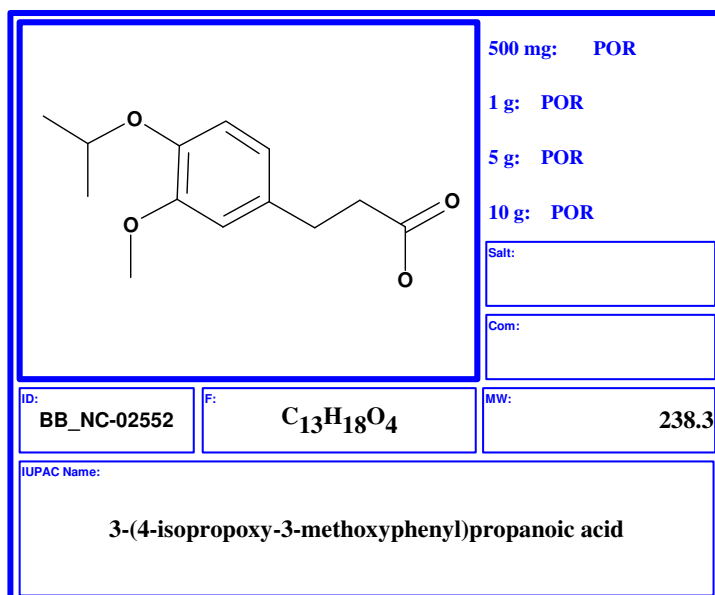 500 mg: POR
1 g: POR
5 g: POR
10 g: POR
O
O
O
O
Salt:
Com:
ID:
BB_NC-02552
F:
C13H18O4
MW:
238.3
IUPAC Name:
3-(4-isopropoxy-3-methoxyphenyl)propanoic acid